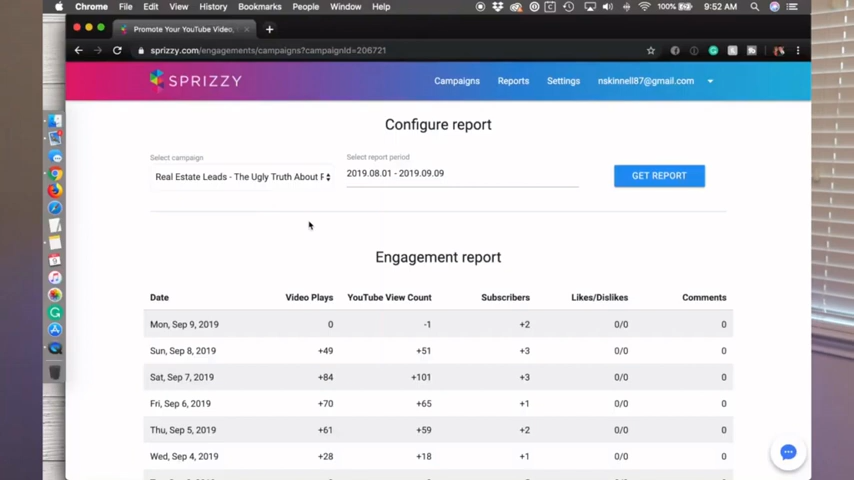 Chrome File Edit View History Bookmarks People Window Help 100% 9:52 AM
Promote Your YouTube Video,
sprizzy.com/engagements/campaigns?campaignId=206721
SPRIZZY Campaigns Reports Settings nskinnell87@gmail.com
Configure report
Select campaign Select report period
Real Estate Leads - The Ugly Truth About F 2019.08.01 - 2019.09.09 GET REPORT
Engagement report
Date Video Plays YouTube View Count Subscribers Likes/Dislikes Comments
Mon, Sep 9, 2019 0 -1 +2 0/0 0
Sun, Sep 8, 2019 +49 +51 +3 0/0 0
Sat, Sep 7, 2019 +84 +101 +3 0/0 0
Fri, Sep 6, 2019 +70 +65 +1 0/0 0
Thu, Sep 5, 2019 +61 +59 +2 0/0 0
Wed, Sep 4, 2019 +28 +18 +1 0/0 0